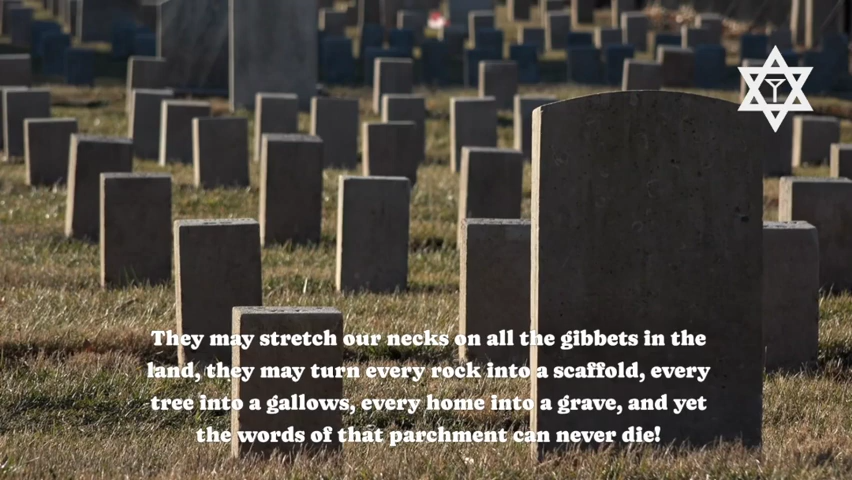 They may stretch our necks on all the gibbets in the
land, they may turn every rock into a scaffold, every
tree into a gallows, every home into a grave, and yet
the words of that parchment can never die!